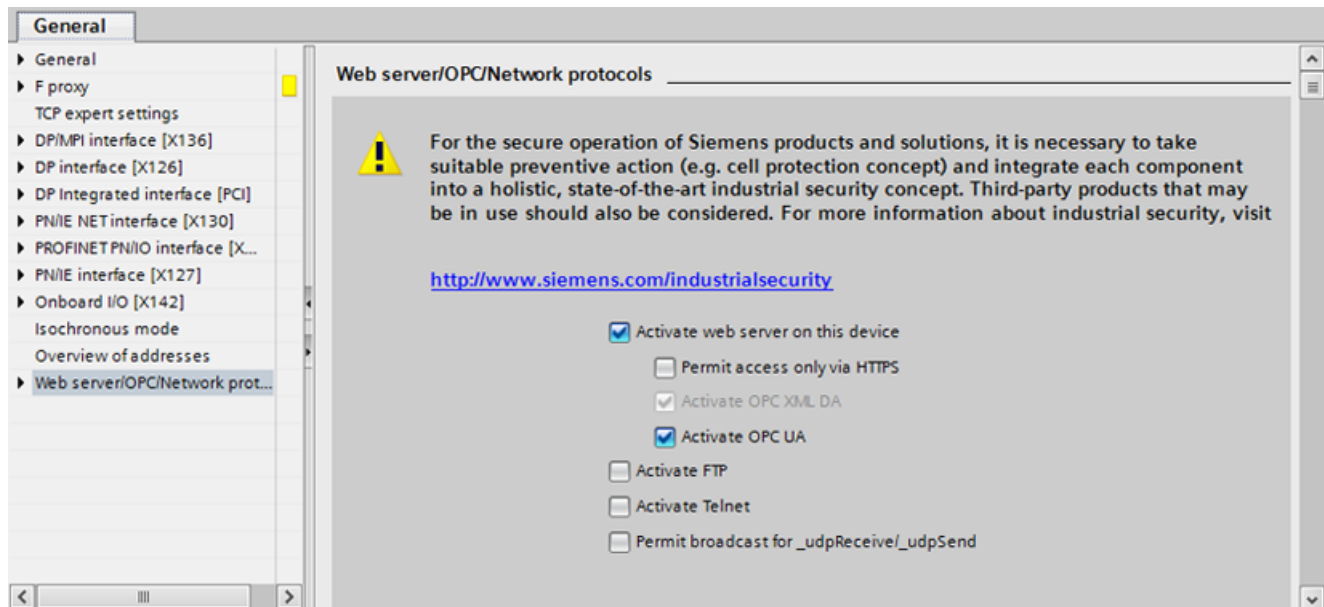 General
General
F proxy
TCP expert settings
DP/MPI interface [X136]
DP interface [X126]
DP Integrated interface [PCI]
PN/IE NET interface [X130]
PROFINET PN/IO interface [X...
PN/IE interface [X127]
Onboard I/O [X142]
Isochronous mode
Overview of addresses
Web server/OPC/Network prot...
Web server/OPC/Network protocols
For the secure operation of Siemens products and solutions, it is necessary to take
suitable preventive action (e.g. cell protection concept) and integrate each component
into a holistic, state-of-the-art industrial security concept. Third-party products that may
be in use should also be considered. For more information about industrial security, visit
http://www.siemens.com/industrialsecurity
Activate web server on this device
Permit access only via HTTPS
Activate OPC XML DA
Activate OPC UA
Activate FTP
Activate Telnet
Permit broadcast for _udpReceive/_udpSend